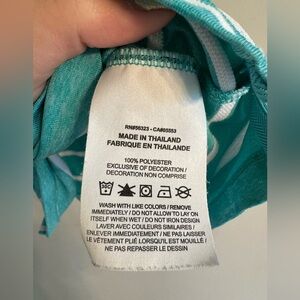 RN#56323 - CA#05553
MADE IN THAILAND
FABRIQUE EN THAILANDE
100% POLYESTER
EXCLUSIVE OF DECORATION /
DECORATION NON COMPRISE
WASH WITH LIKE COLORS / REMOVE
IMMEDIATELY / DO NOT ALLOW TO LAY ON
ITSELF WHEN WET / DO NOT IRON DESIGN
LAVER AVEC COULEURS SIMILAIRES /
ENLEVER IMMEDIATEMENT / NE PAS LAISSER
LE VÊTEMENT PLIÉ LORSQU'IL EST MOUILLÉ /
NE PAS REPASSER LE DESSIN